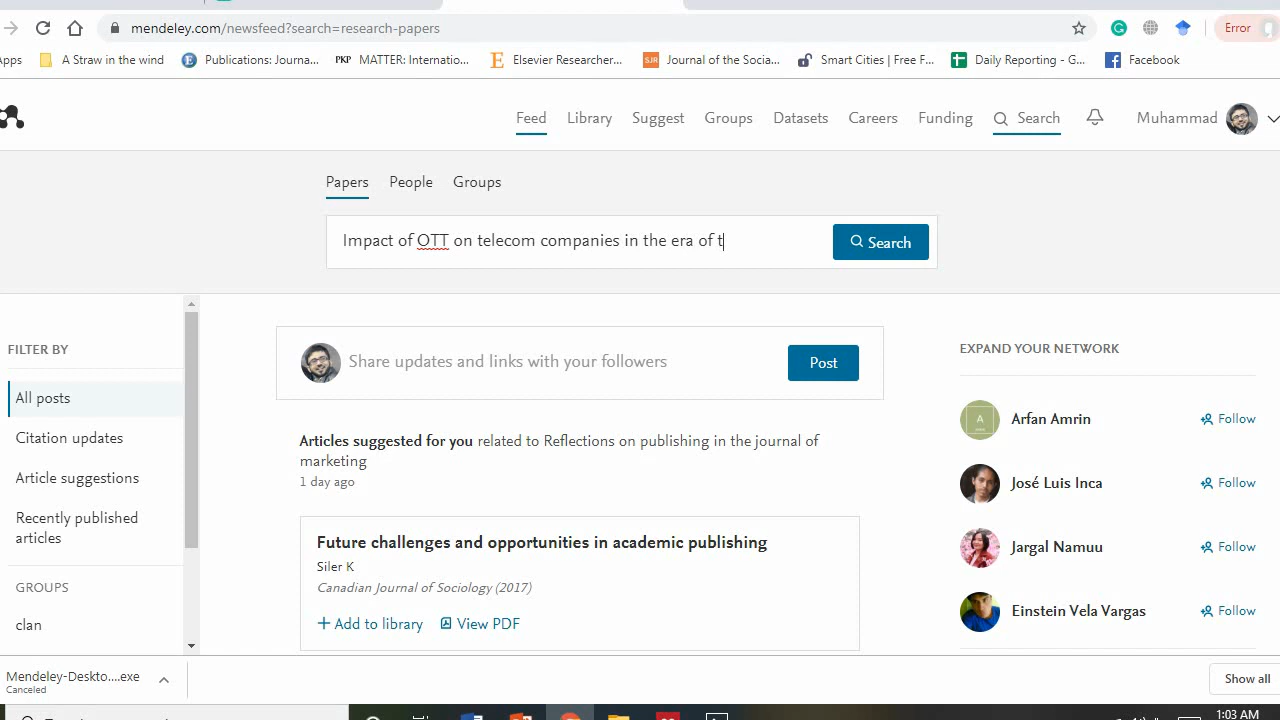 mendeley.com/newsfeed?search=research-papers
Error
Apps
A Straw in the wind
Publications: Journa...
PKP MATTER: Internatio...
E Elsevier Researcher...
SJR Journal of the Socia...
Smart Cities | Free F...
Daily Reporting - G...
Facebook
Feed
Library
Suggest
Groups
Datasets
Careers
Funding
Search
Muhammad
Papers
People
Groups
Impact of OTT on telecom companies in the era of t
Search
FILTER BY
All posts
Citation updates
Article suggestions
Recently published
articles
GROUPS
clan
Share updates and links with your followers
Post
Articles suggested for you related to Reflections on publishing in the journal of
marketing
1 day ago
Future challenges and opportunities in academic publishing
Siler K
Canadian Journal of Sociology (2017)
+ Add to library
View PDF
EXPAND YOUR NETWORK
A
Arfan Amrin
Follow
José Luis Inca
Follow
Jargal Namuu
Follow
Einstein Vela Vargas
Follow
Mendeley-Deskto....exe
Canceled
Show all
1:03 AM